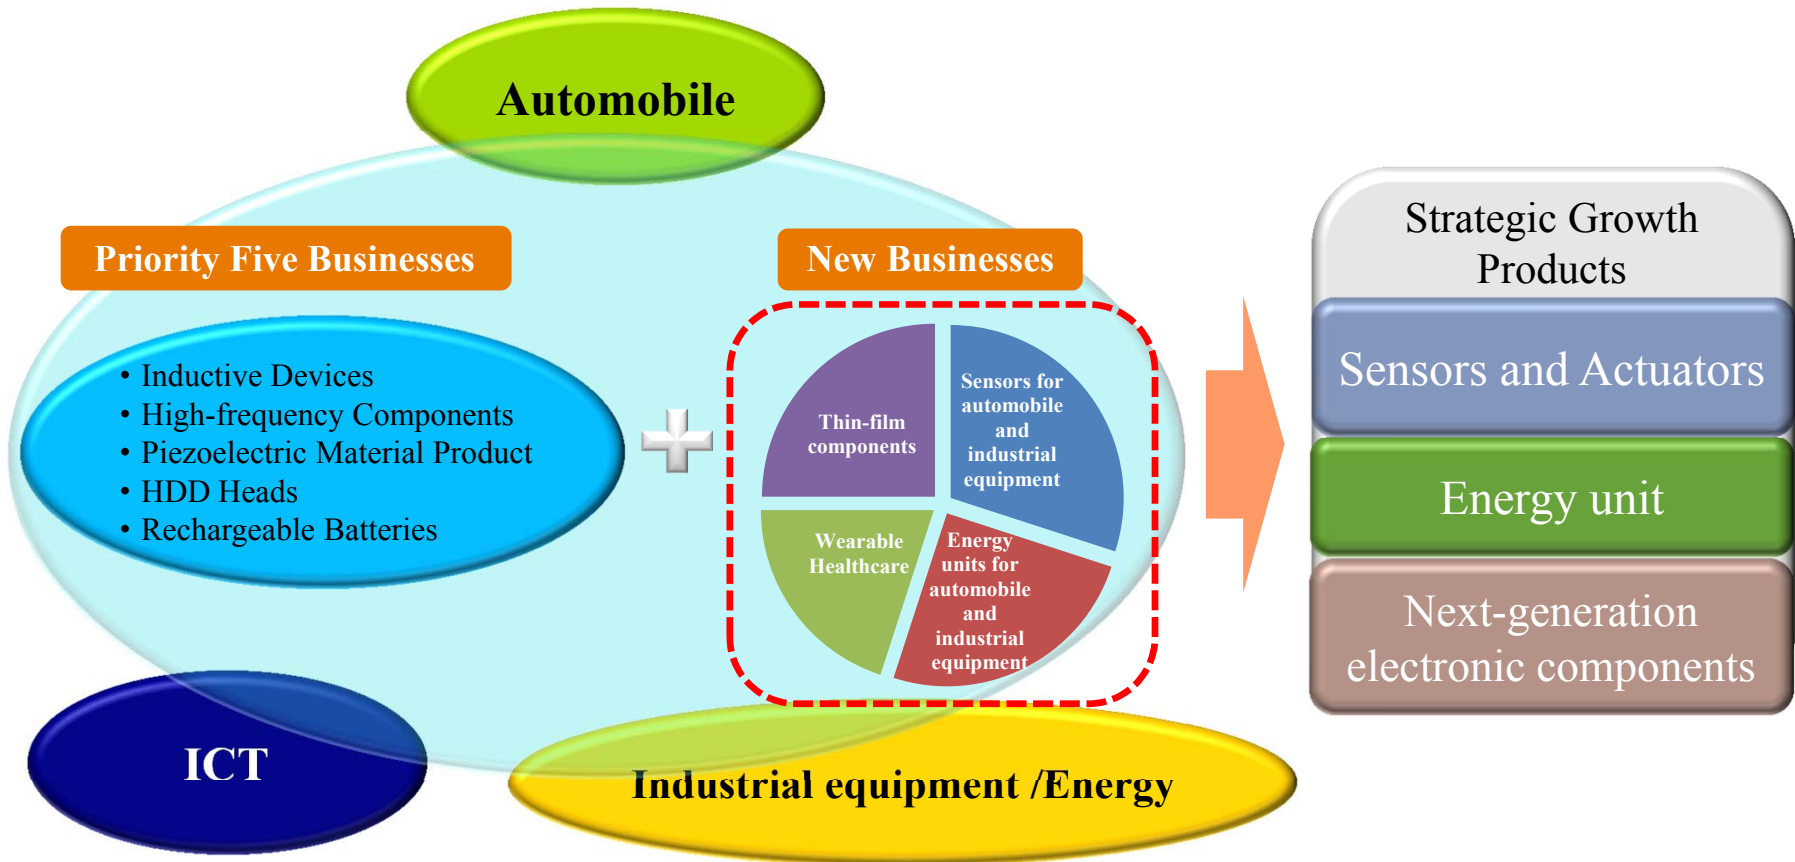 Automobile
Priority Five Businesses
• Inductive Devices
• High-frequency Components
• Piezoelectric Material Product
• HDD Heads
• Rechargeable Batteries
New Businesses
Thin-film
components
Sensors for
automobile
and
industrial
equipment
Wearable
Healthcare
Energy
units for
automobile
and
industrial
equipment
ICT
Industrial equipment /Energy
Strategic Growth
Products
Sensors and Actuators
Energy unit
Next-generation
electronic components